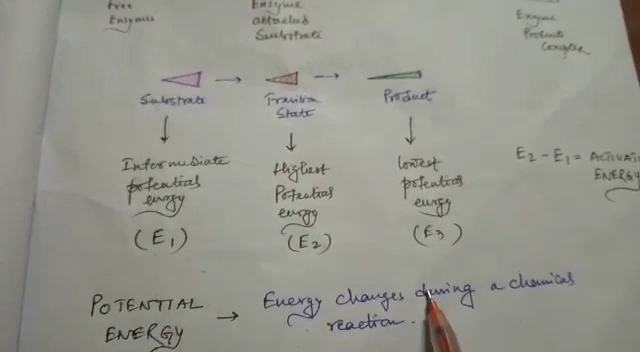 free
Enzymes
Enzyme
attached
Substrate
Enzyme
Product
Complex
Substrate → Transition State → Product
Intermediate
potential
energy
(E1)
Highest
Potential
energy
(E2)
lowest
potential
energy
(E3)
E2 - E1 = ACTIVAT
ENERGY
POTENTIAL
ENERGY → Energy changes during a chemical
reaction.